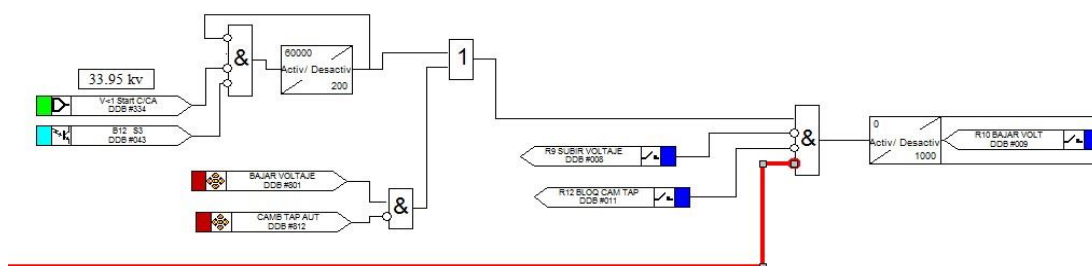 33.95 kv
V<1 Start C/CA
DDB #334
B12 S3
DDB #043
&
60000
Activ/ Desactiv
200
1
BAJAR VOLTAJE
DDB #801
CAMB TAP AUT
DDB #812
&
R9 SUBIR VOLTAJE
DDB #008
R12 BLOQ CAM TAP
DDB #011
&
0
Activ/ Desactiv
1000
R10 BAJAR VOLT
DDB #009